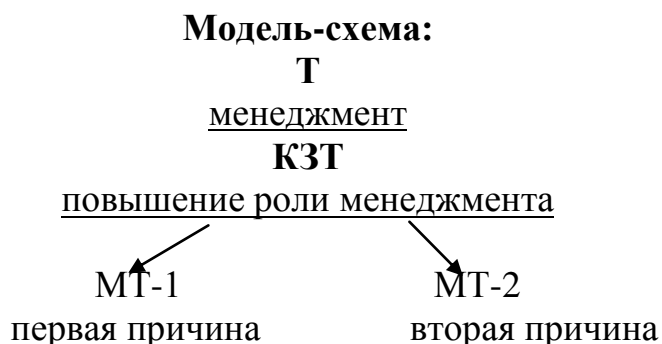 Модель-схема:
Т
менеджмент
КЗТ
повышение роли менеджмента
МТ-1 МТ-2
первая причина вторая причина